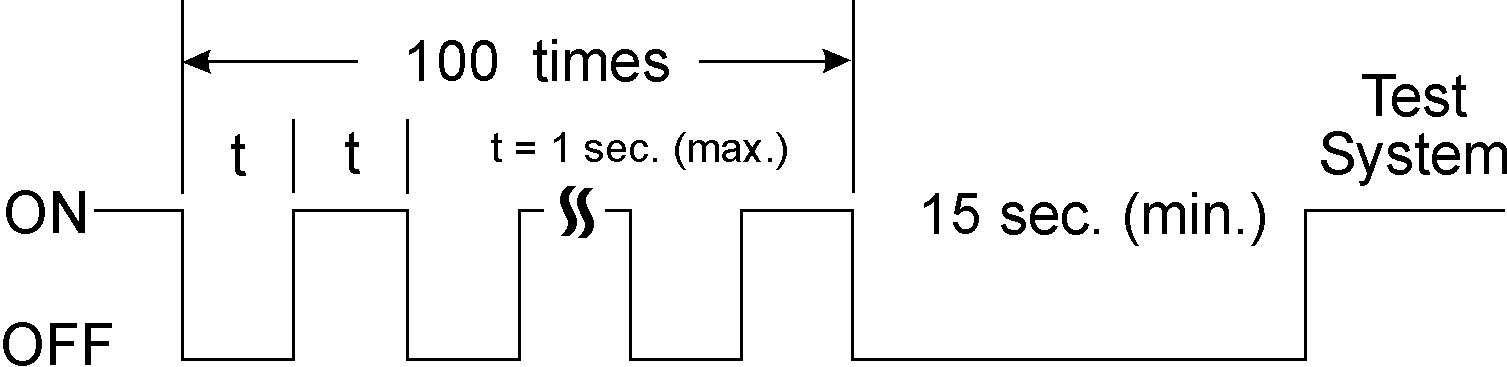 100 times
t
t
t = 1 sec. (max.)
Test
System
ON
15 sec. (min.)
OFF